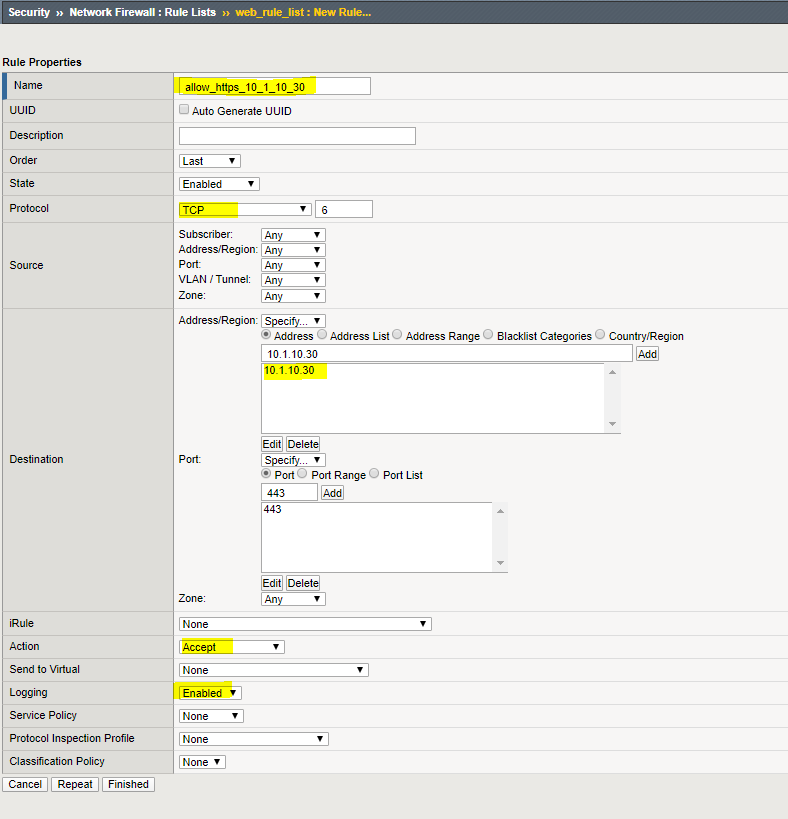 Security ›› Network Firewall : Rule Lists ›› web_rule_list : New Rule...
Rule Properties
Name allow_https_10_1_10_30
UUID Auto Generate UUID
Description
Order Last
State Enabled
Protocol TCP 6
Source
Subscriber: Any
Address/Region: Any
Port: Any
VLAN / Tunnel: Any
Zone: Any
Destination
Address/Region: Specify...
Address Address List Address Range Blacklist Categories Country/Region
10.1.10.30 Add
10.1.10.30
Edit Delete
Port: Specify...
Port Port Range Port List
443 Add
443
Edit Delete
Zone: Any
iRule None
Action Accept
Send to Virtual None
Logging Enabled
Service Policy None
Protocol Inspection Profile None
Classification Policy None
Cancel Repeat Finished